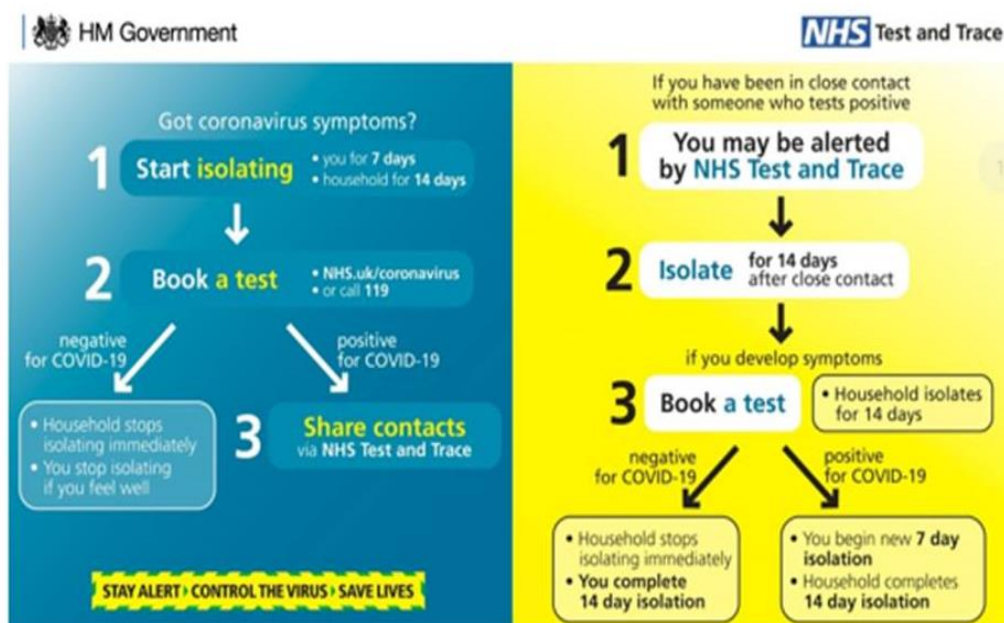 HM Government
NHS Test and Trace
Got coronavirus symptoms?
1
Start isolating
• you for 7 days
• household for 14 days
2
Book a test
• NHS.uk/coronavirus
• or call 119
negative
for COVID-19
positive
for COVID-19
• Household stops
isolating immediately
• You stop isolating
if you feel well
3
Share contacts
via NHS Test and Trace
STAY ALERT CONTROL THE VIRUS SAVE LIVES
If you have been in close contact
with someone who tests positive
1
You may be alerted
by NHS Test and Trace
2
Isolate
for 14 days
after close contact
if you develop symptoms
3
Book a test
• Household isolates
for 14 days
negative
for COVID-19
positive
for COVID-19
• Household stops
isolating immediately
• You complete
14 day isolation
• You begin new 7 day
isolation
• Household completes
14 day isolation